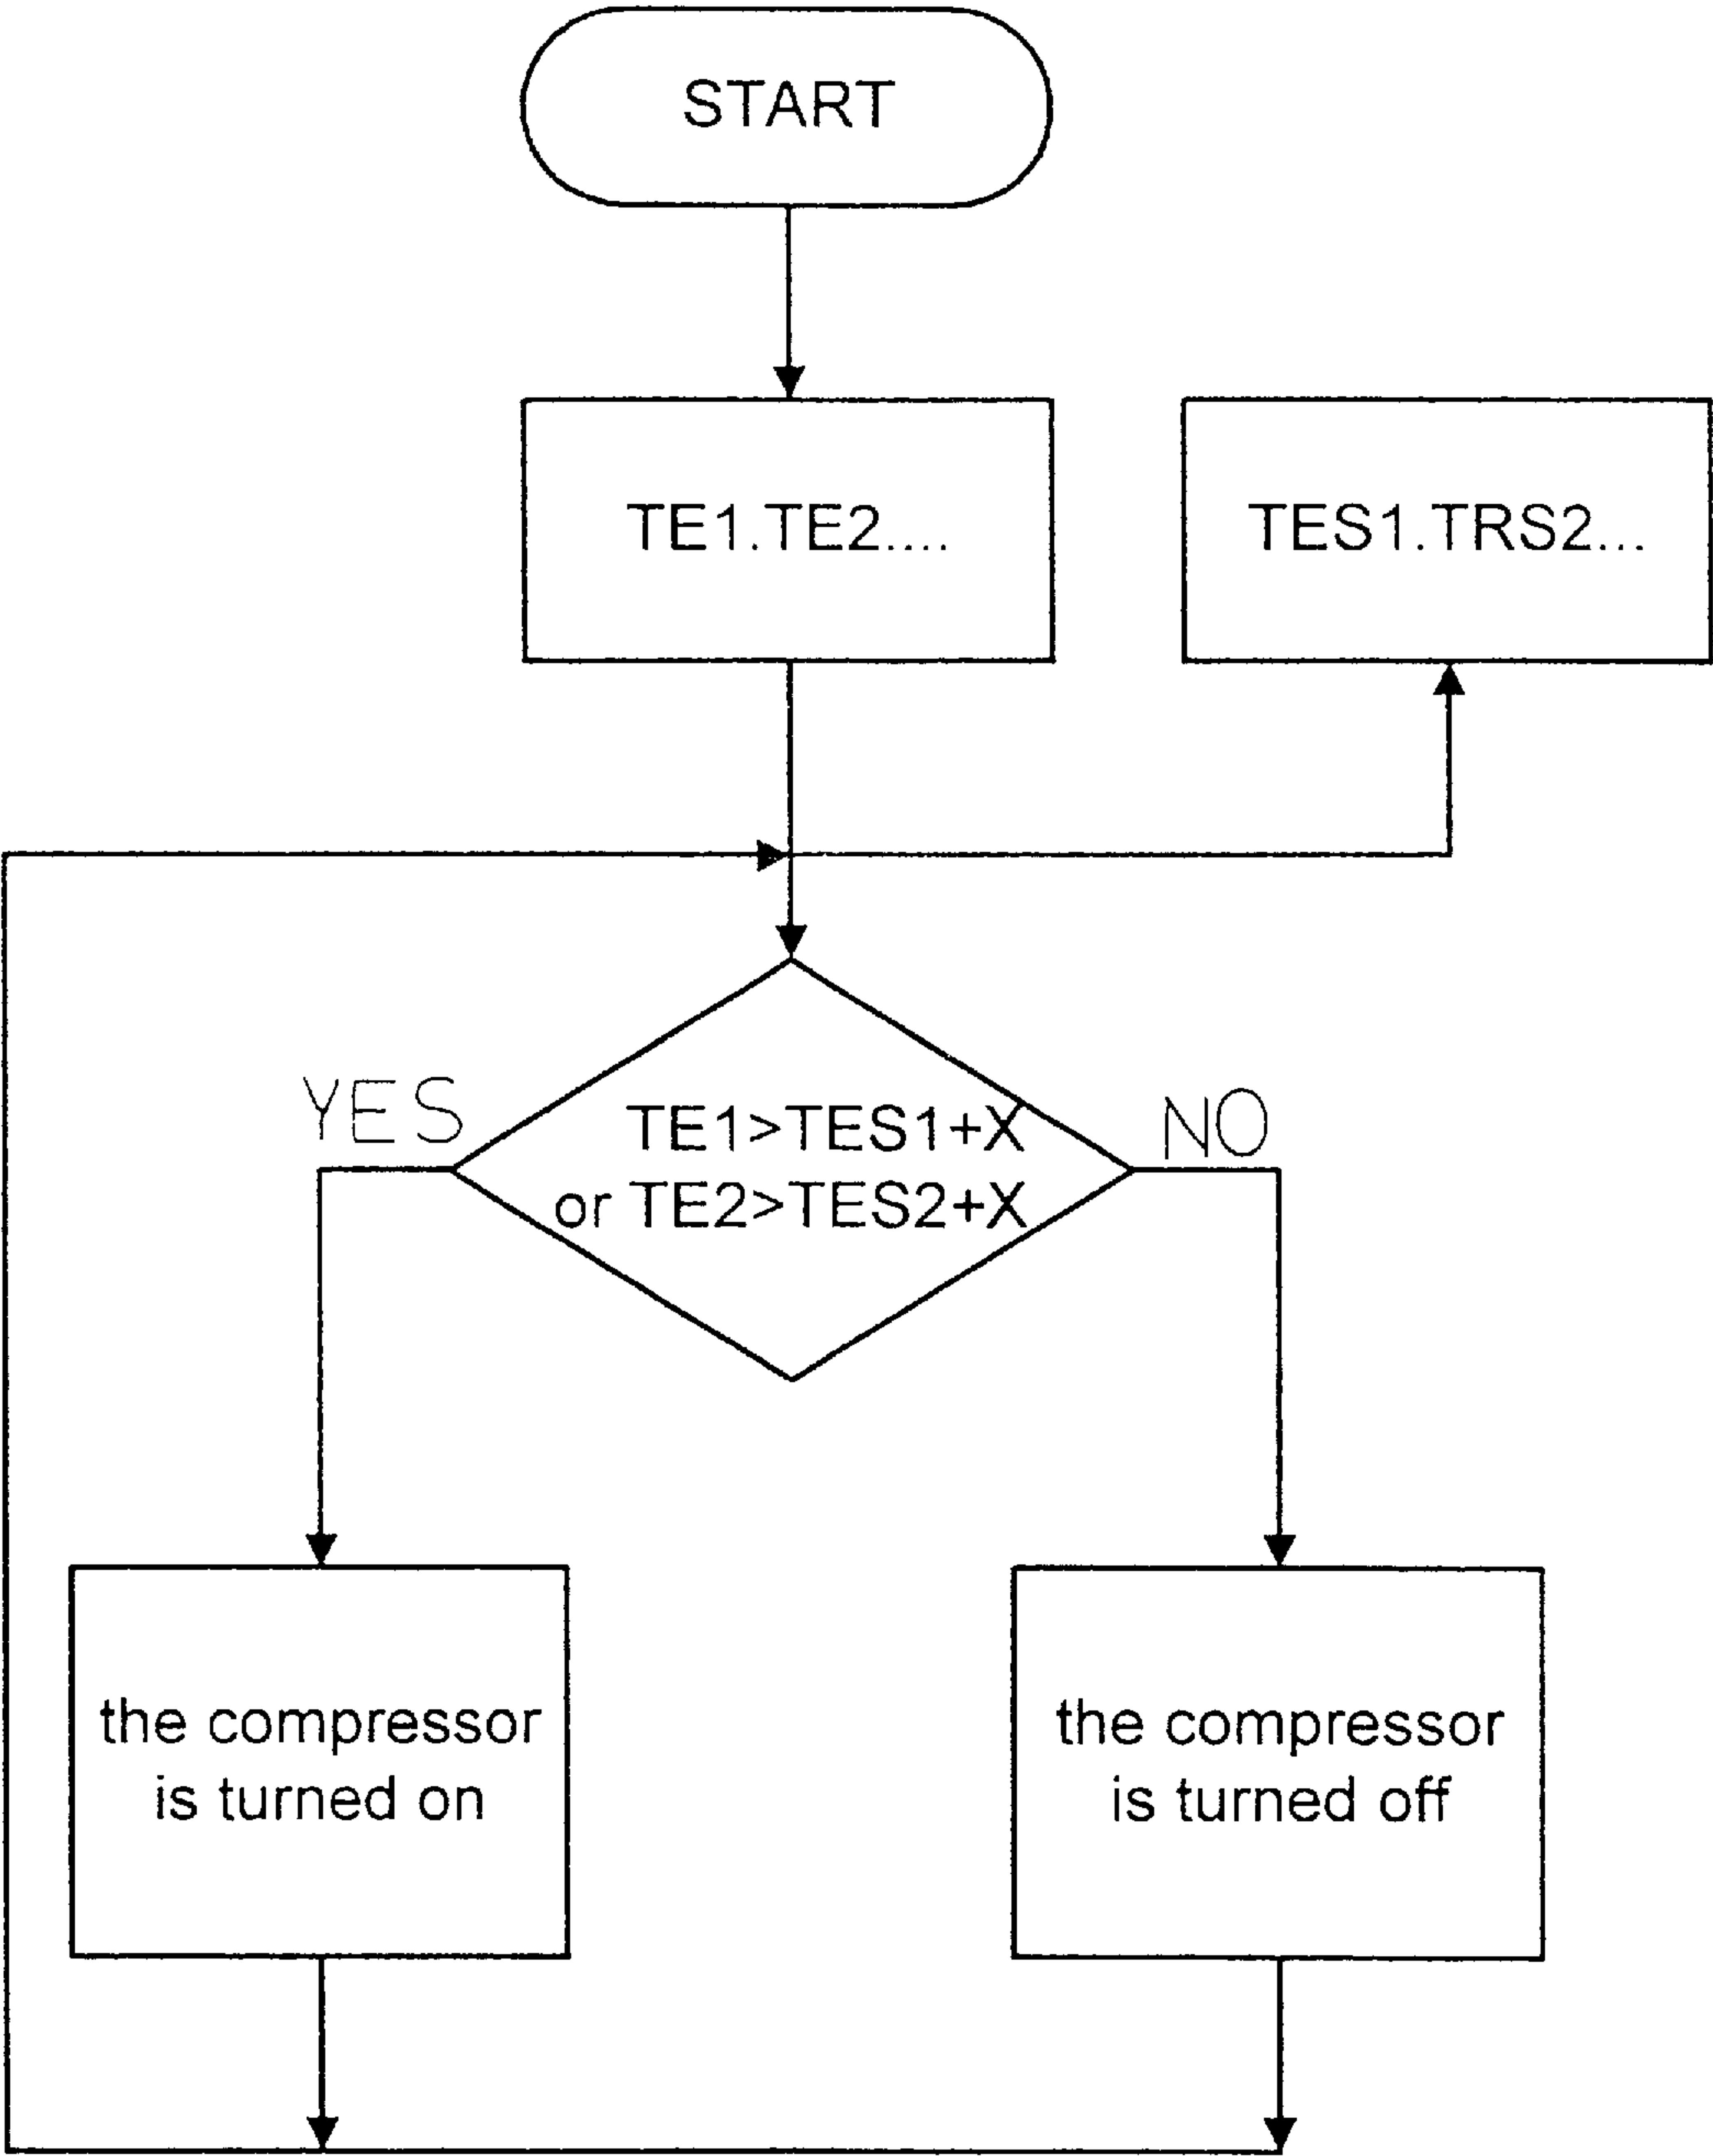 START
TE1.TE2....
TES1.TRS2...
YES
TE1>TES1+X
or TE2>TES2+X
NO
the compressor
is turned on
the compressor
is turned off